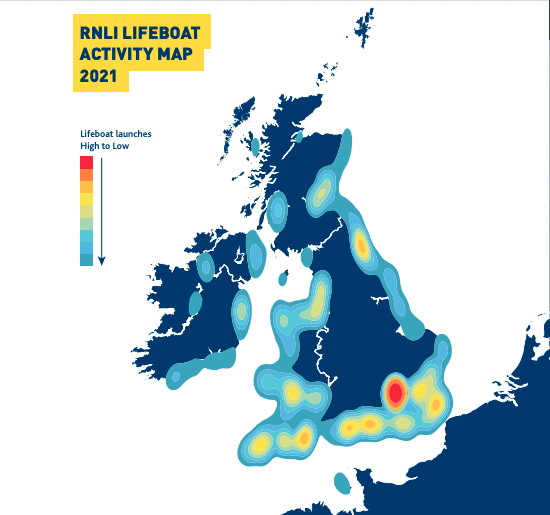 RNLI LIFEBOAT
ACTIVITY MAP
2021
Lifeboat launches
High to Low